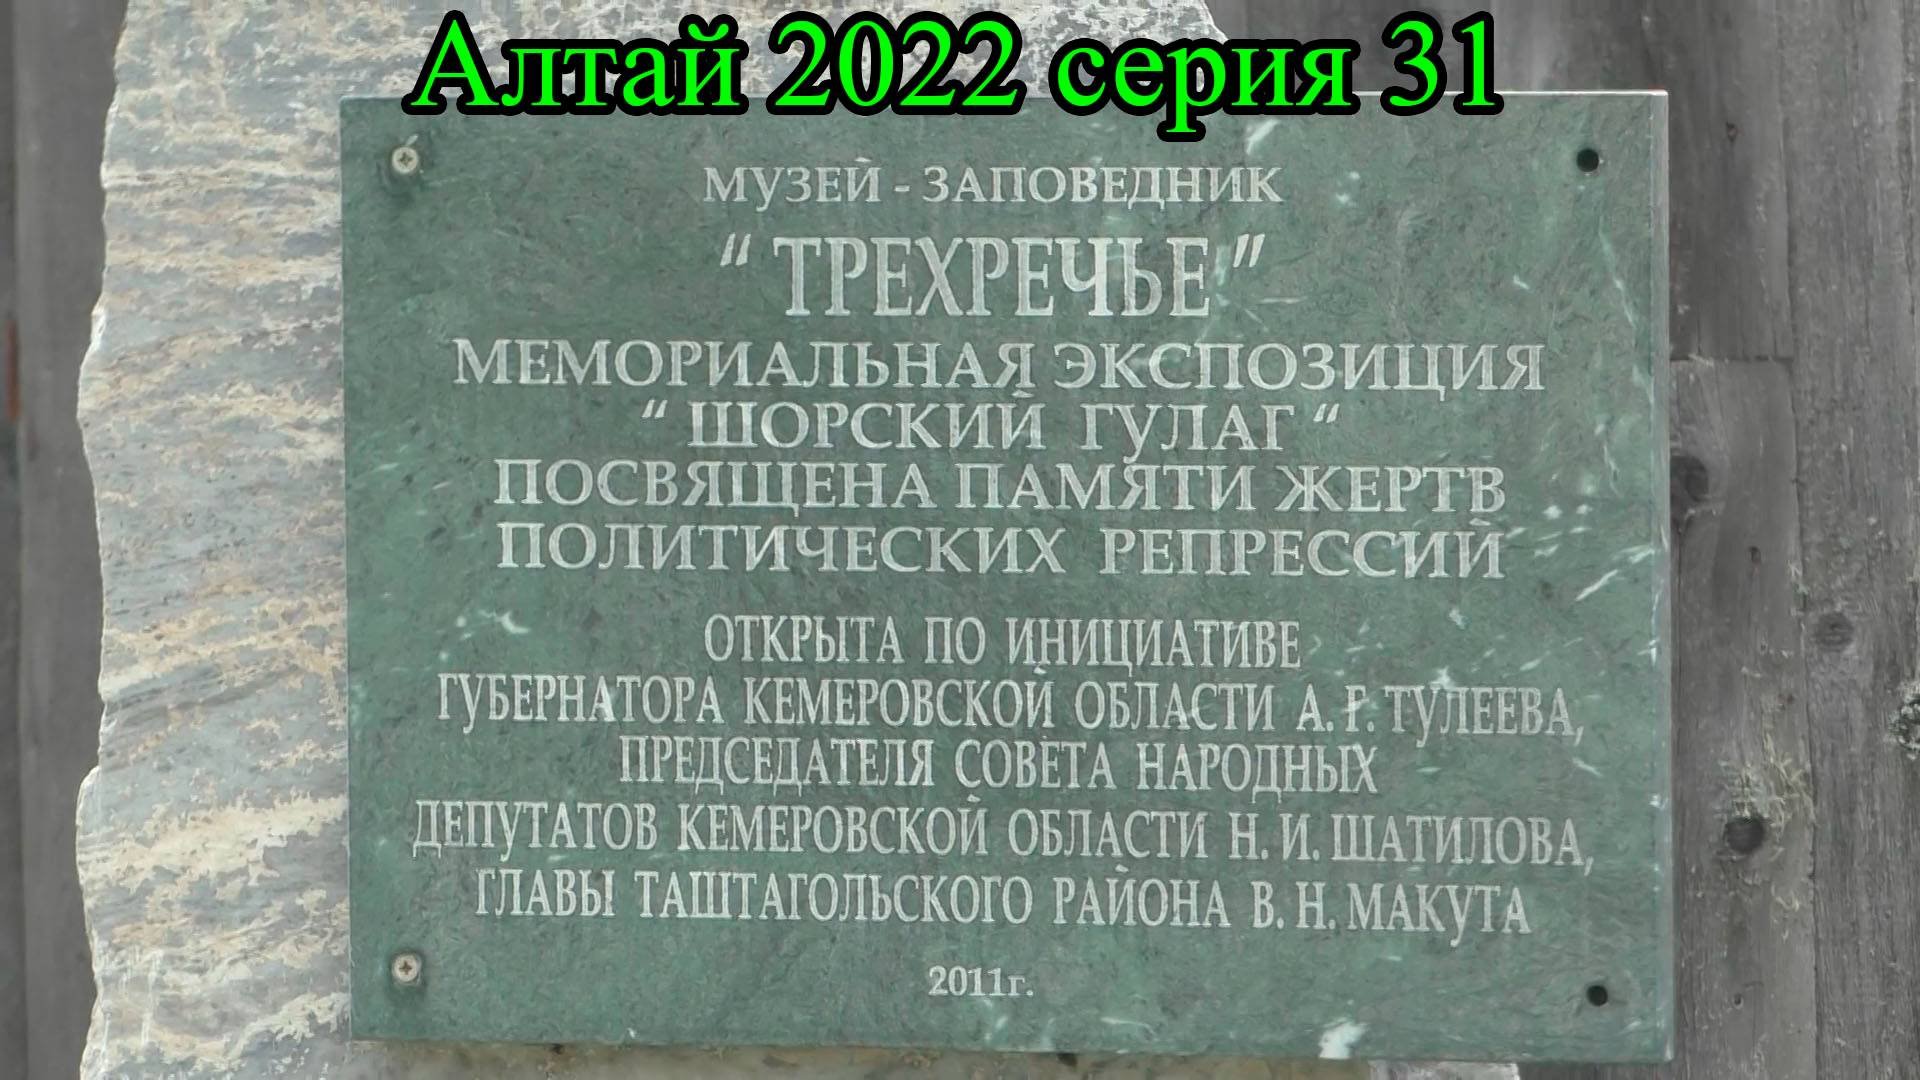 Алтай 2022 серия 31
МУЗЕЙ - ЗАПОВЕДНИК
“ ТРЕХРЕЧЬЕ ”
МЕМОРИАЛЬНАЯ ЭКСПОЗИЦИЯ
“ ШОРСКИЙ ГУЛАГ “
ПОСВЯЩЕНА ПАМЯТИ ЖЕРТВ
ПОЛИТИЧЕСКИХ РЕПРЕССИЙ
ОТКРЫТА ПО ИНИЦИАТИВЕ
ГУБЕРНАТОРА КЕМЕРОВСКОЙ ОБЛАСТИ А. Г. ТУЛЕЕВА,
ПРЕДСЕДАТЕЛЯ СОВЕТА НАРОДНЫХ
ДЕПУТАТОВ КЕМЕРОВСКОЙ ОБЛАСТИ Н. И. ШАТИЛОВА,
ГЛАВЫ ТАШТАГОЛЬСКОГО РАЙОНА В. Н. МАКУТА
2011г.